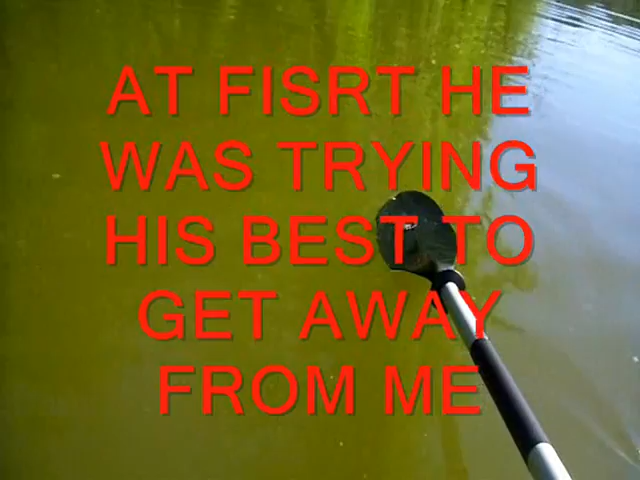 AT FISRT HE
WAS TRYING
HIS BEST TO
GET AWAY
FROM ME